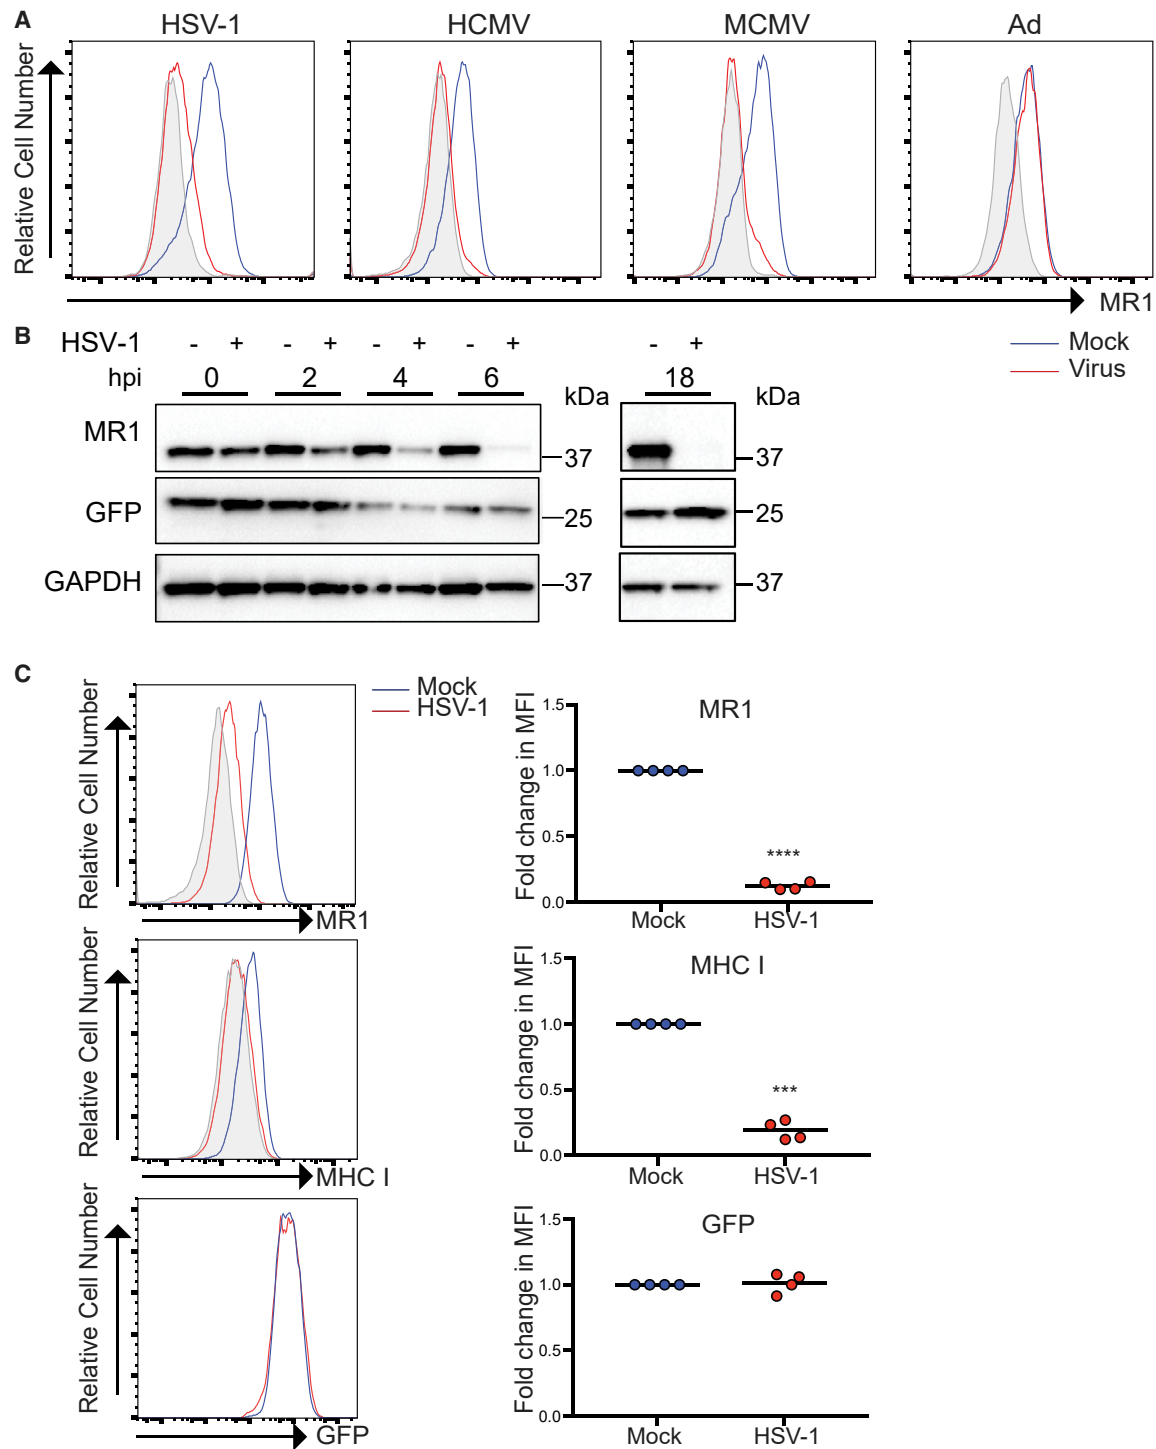 A
HSV-1 HCMV MCMV Ad
Relative Cell Number
MR1
Mock
Virus
B
HSV-1 - + - + - + - + - +
hpi 0 2 4 6 18
kDa kDa
MR1 37 37
GFP 25 25
GAPDH 37 37
C
Mock
HSV-1
Relative Cell Number
MR1
Fold change in MFI
MR1
1.5
1.0
0.5
0.0
****
Mock HSV-1
Relative Cell Number
MHC I
Fold change in MFI
MHC I
1.5
1.0
0.5
0.0
***
Mock HSV-1
Relative Cell Number
GFP
Fold change in MFI
GFP
1.5
1.0
0.5
0.0
Mock HSV-1